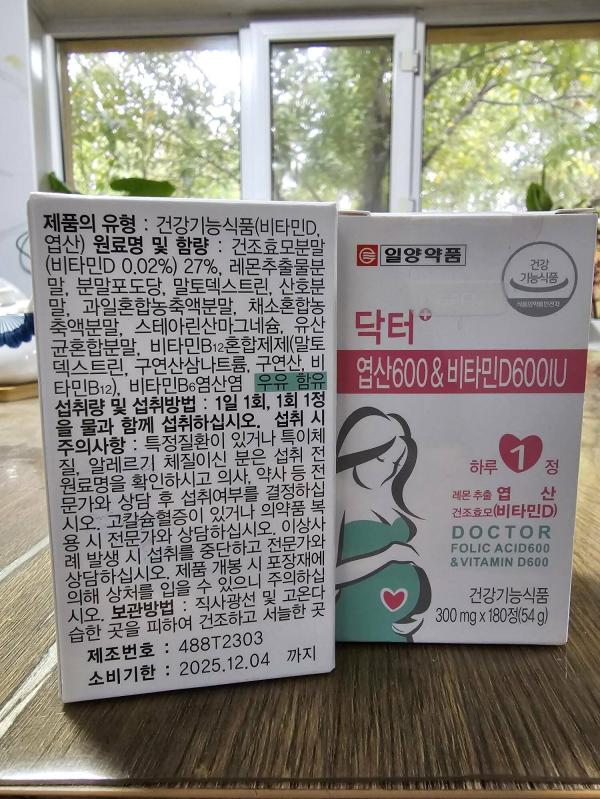 제품의 유형 : 건강기능식품(비타민D,
엽산) 원료명 및 함량 : 건조효모분말
(비타민D 0.02%) 27%, 레몬추출물분
말, 분말포도당, 말토덱스트린, 산호분
말, 과일혼합농축액분말, 채소혼합농
축액분말, 스테아린산마그네슘, 유산
균혼합분말, 비타민B12혼합제제(말토
덱스트린, 구연산삼나트륨, 구연산, 비
타민B12), 비타민B6염산염 우유 함유
섭취량 및 섭취방법 : 1일 1회, 1회 1정
을 물과 함께 섭취하십시오. 섭취 시
주의사항 : 특정질환이 있거나 특이체
질, 알레르기 체질이신 분은 섭취 전
원료명을 확인하시고 의사, 약사 등 전
문가와 상담 후 섭취여부를 결정하십
시오. 고칼슘혈증이 있거나 의약품 복
용 시 전문가와 상담하십시오. 이상사
례 발생 시 섭취를 중단하고 전문가와
상담하십시오. 제품 개봉 시 포장재에
의해 상처를 입을 수 있으니 주의하십
시오. 보관방법 : 직사광선 및 고온다
습한 곳을 피하여 건조하고 서늘한 곳
제조번호 : 488T2303
소비기한 : 2025.12.04 까지
일양약품
건강
기능식품
식품의약품안전처
닥터+
엽산600 & 비타민D600IU
하루 1 정
레몬 추출 엽 산
건조효모(비타민D)
DOCTOR
FOLIC ACID600
& VITAMIN D600
건강기능식품
300 mg x 180정(54 g)